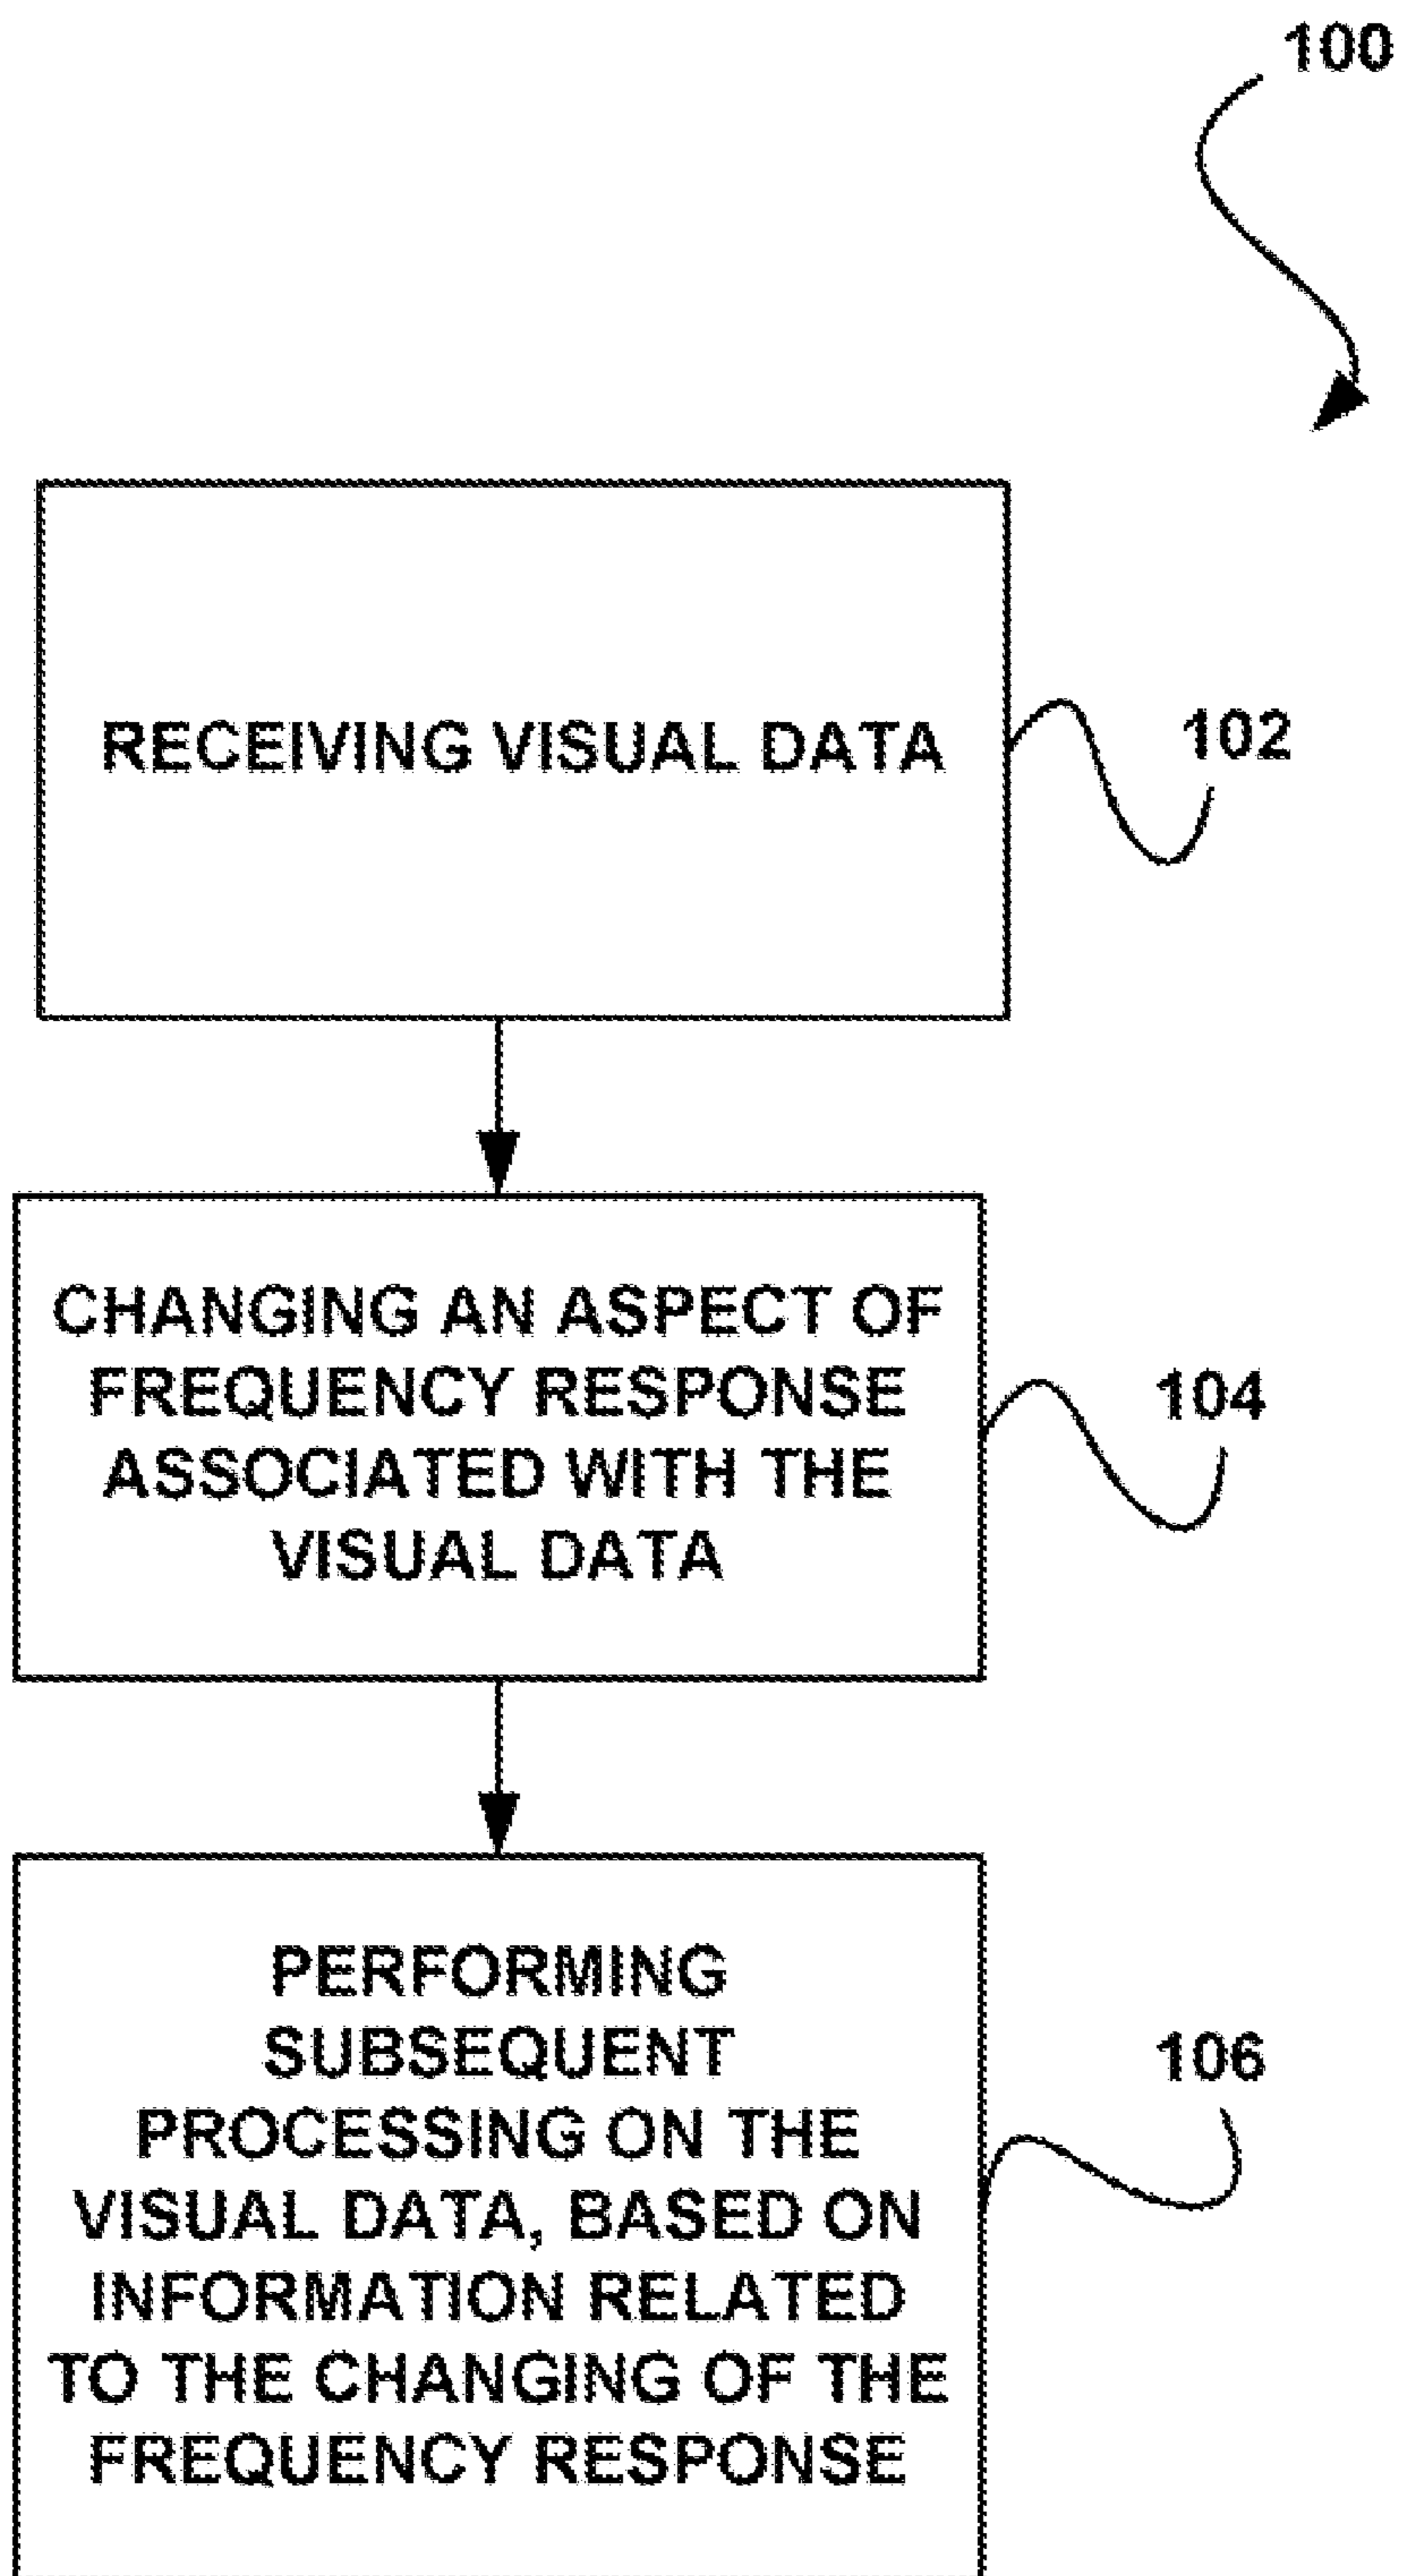 100
RECEIVING VISUAL DATA
102
CHANGING AN ASPECT OF
FREQUENCY RESPONSE
ASSOCIATED WITH THE
VISUAL DATA
104
PERFORMING
SUBSEQUENT
PROCESSING ON THE
VISUAL DATA, BASED ON
INFORMATION RELATED
TO THE CHANGING OF THE
FREQUENCY RESPONSE
106